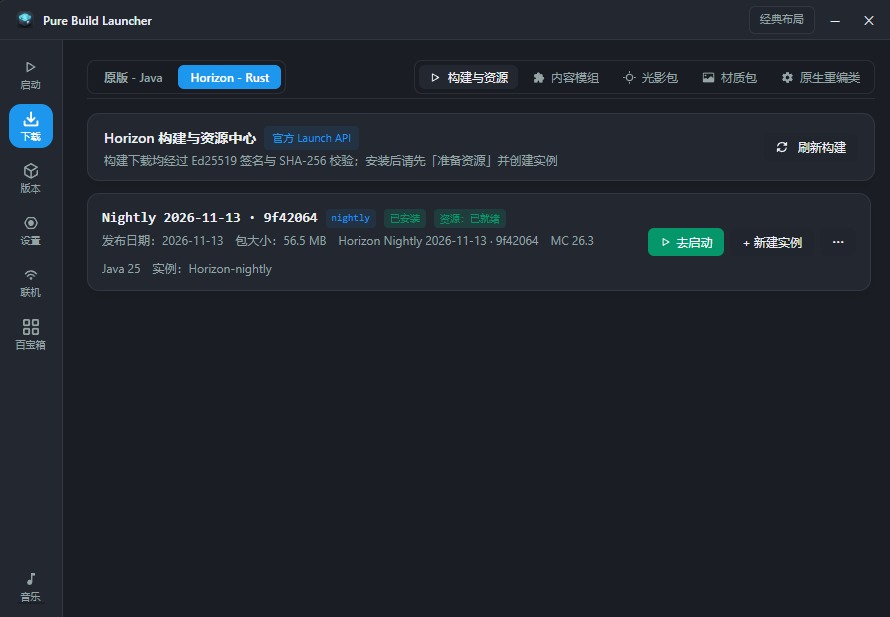 Pure Build Launcher
经典布局
启动
下载
版本
设置
联机
百宝箱
音乐
原版 - Java
Horizon - Rust
构建与资源
内容模组
光影包
材质包
原生重编类
Horizon 构建与资源中心 官方 Launch API
构建下载均经过 Ed25519 签名与 SHA-256 校验；安装后请先「准备资源」并创建实例
刷新构建
Nightly 2026-11-13 · 9f42064 nightly 已安装 资源：已就绪
发布日期：2026-11-13 包大小：56.5 MB Horizon Nightly 2026-11-13 · 9f42064 MC 26.3
Java 25 实例：Horizon-nightly
去启动
+ 新建实例
···